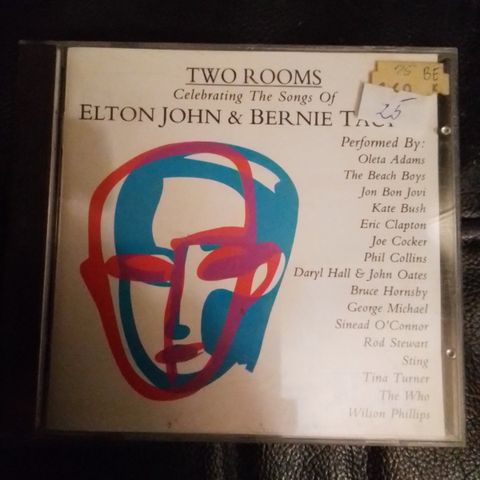 TWO ROOMS
Celebrating The Songs Of
ELTON JOHN & BERNIE
25 BE
25
Performed By:
Oleta Adams
The Beach Boys
Jon Bon Jovi
Kate Bush
Eric Clapton
Joe Cocker
Phil Collins
Daryl Hall & John Oates
Bruce Hornsby
George Michael
Sinead O'Connor
Rod Stewart
Sting
Tina Turner
The Who
Wilson Phillips